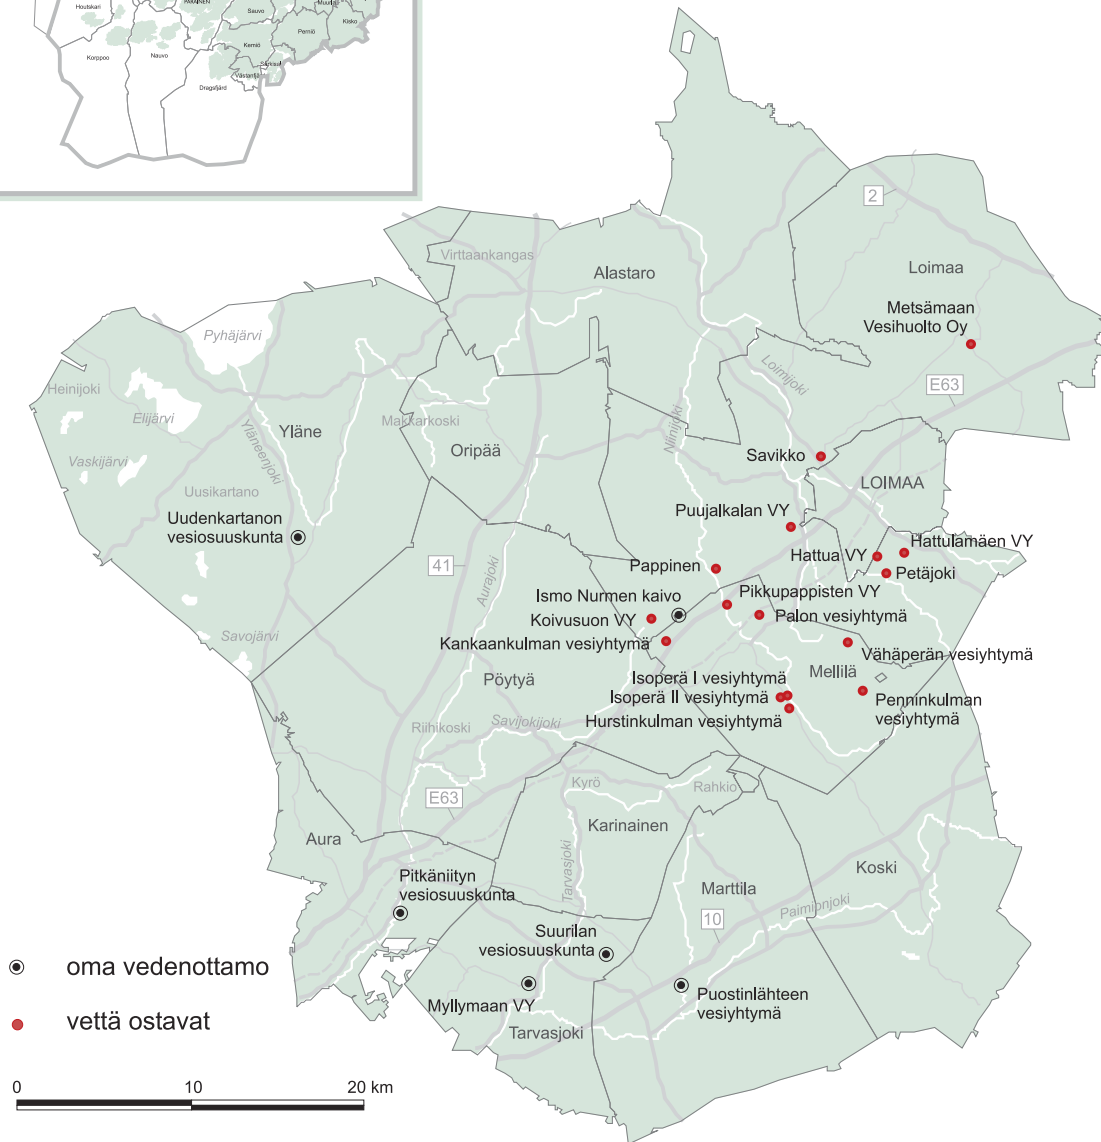 Houtskari
PARAINEN
Sauvo
Kisko
Perniö
Kemiö
Korppoo
Nauvo
Särkisalo
Västanfjärd
Dragsfjärd
2
Virttaankangas
Alastaro
Loimaa
Metsämaan
Vesihuolto Oy
Pyhäjärvi
Loimijoki
E63
Heinijoki
Elijärvi
Makkarkoski
Niinijoki
Yläne
Yläneenjoki
Oripää
Savikko
Vaskijärvi
Uusikartano
LOIMAA
Uudenkartanon
vesiosuuskunta
Puujalkalan VY
Hattulamäen VY
Hattua VY
41
Aurajoki
Pappinen
Petäjoki
Ismo Nurmen kaivo
Pikkupappisten VY
Koivusuon VY
Palon vesiyhtymä
Savojärvi
Kankaankulman vesiyhtymä
Vähäperän vesiyhtymä
Pöytyä
Isoperä I vesiyhtymä
Mellilä
Isoperä II vesiyhtymä
Penninkulman
vesiyhtymä
Hurstinkulman vesiyhtymä
Riihikoski
Savijokijoki
Kyrö
Rahkio
E63
Karinainen
Aura
Tarvasjoki
Koski
Pitkäniityn
vesiosuuskunta
Marttila
Paimionjoki
10
Suurilan
vesiosuuskunta
oma vedenottamo
Myllymaan VY
Puostinlähteen
vesiyhtymä
vettä ostavat
Tarvasjoki
0 10 20 km